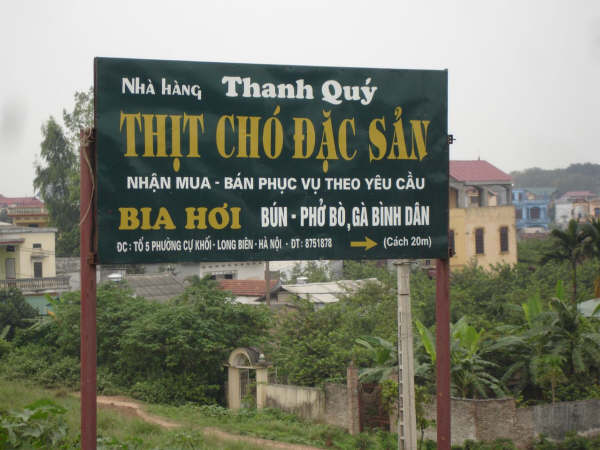 Nhà hàng Thanh Quý
THỊT CHÓ ĐẶC SẢN
NHẬN MUA - BÁN PHỤC VỤ THEO YÊU CẦU
BIA HƠI BÚN - PHỞ BÒ, GÀ BÌNH DÂN
ĐC: TỔ 5 PHƯỜNG CỰ KHỐI - LONG BIÊN - HÀ NỘI - ĐT: 8751878 (Cách 20m)